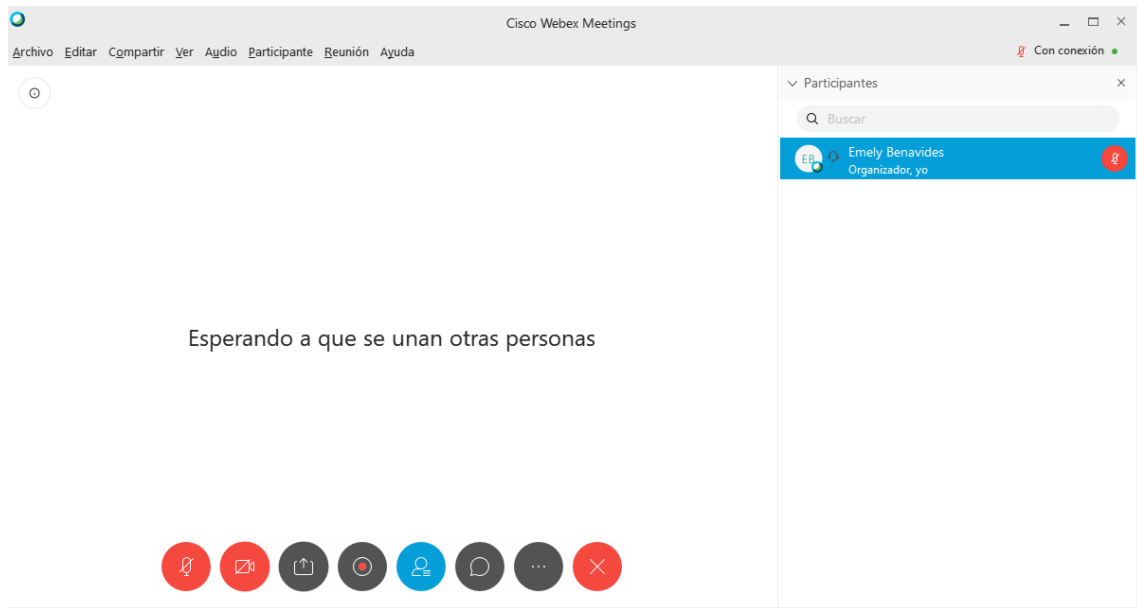 Cisco Webex Meetings
Archivo Editar Compartir Ver Audio Participante Reunión Ayuda
Con conexión
Participantes
Buscar
EB
Emely Benavides
Organizador, yo
Esperando a que se unan otras personas